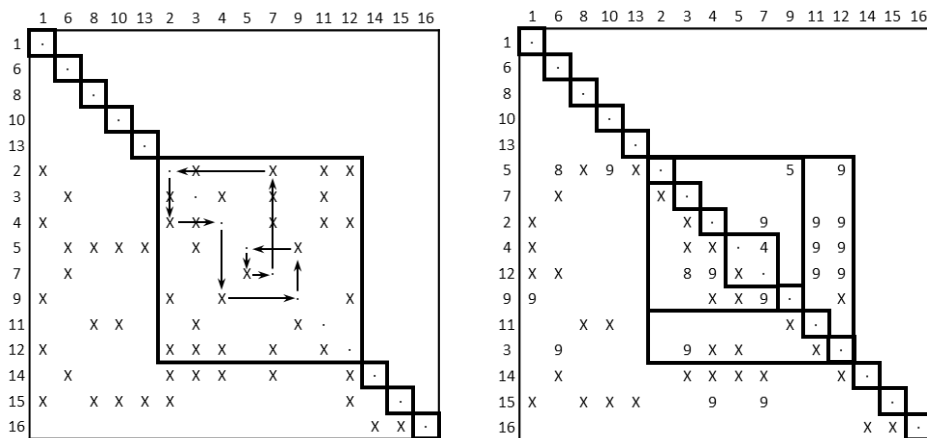 1 6 8 10 13 2 3 4 5 7 9 11 12 14 15 16
1 ·
6 ·
8 ·
10 ·
13 ·
2 X · X X X X
3 X X · X X X
4 X X X · X X X
5 X X X X X · X
7 X X ·
9 X X X · X
11 X X X X ·
12 X X X X X X ·
14 X X X X X X ·
15 X X X X X X ·
16 X X ·
1 6 8 10 13 2 3 4 5 7 9 11 12 14 15 16
1 ·
6 ·
8 ·
10 ·
13 ·
5 8 X 9 X · 5 9
7 X X ·
2 X X · 9 9 9
4 X X X · 4 9 9
12 X X 8 9 X · 9 9
9 9 X X 9 · X
11 X X X ·
3 9 9 X X X ·
14 X X X X X X ·
15 X X X X 9 9 ·
16 X X ·